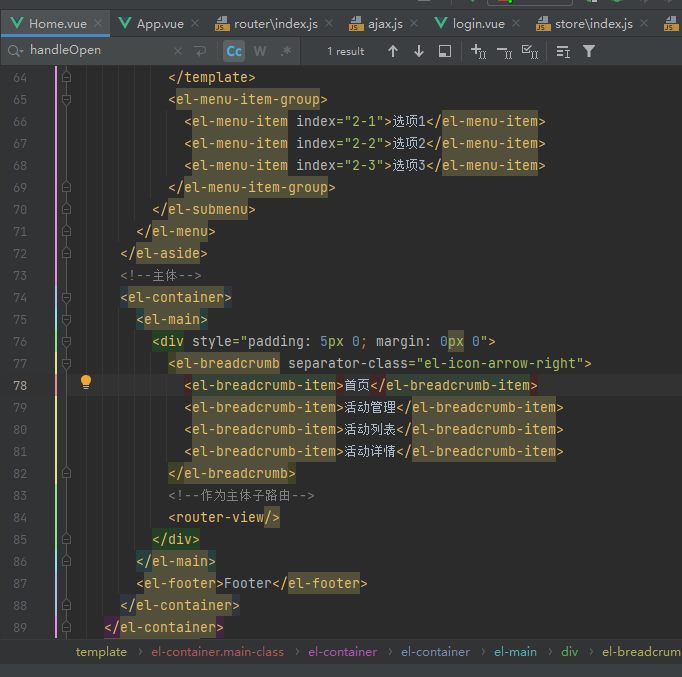 Home.vue App.vue router\index.js ajax.js login.vue store\index.js
handleOpen Cc W .* 1 result
64 </template>
65 <el-menu-item-group>
66 <el-menu-item index="2-1">选项1</el-menu-item>
67 <el-menu-item index="2-2">选项2</el-menu-item>
68 <el-menu-item index="2-3">选项3</el-menu-item>
69 </el-menu-item-group>
70 </el-submenu>
71 </el-menu>
72 </el-aside>
73 <!--主体-->
74 <el-container>
75 <el-main>
76 <div style="padding: 5px 0; margin: 0px 0">
77 <el-breadcrumb separator-class="el-icon-arrow-right">
78 <el-breadcrumb-item>首页</el-breadcrumb-item>
79 <el-breadcrumb-item>活动管理</el-breadcrumb-item>
80 <el-breadcrumb-item>活动列表</el-breadcrumb-item>
81 <el-breadcrumb-item>活动详情</el-breadcrumb-item>
82 </el-breadcrumb>
83 <!--作为主体子路由-->
84 <router-view/>
85 </div>
86 </el-main>
87 <el-footer>Footer</el-footer>
88 </el-container>
89 </el-container>
template el-container.main-class el-container el-container el-main div el-breadcrum